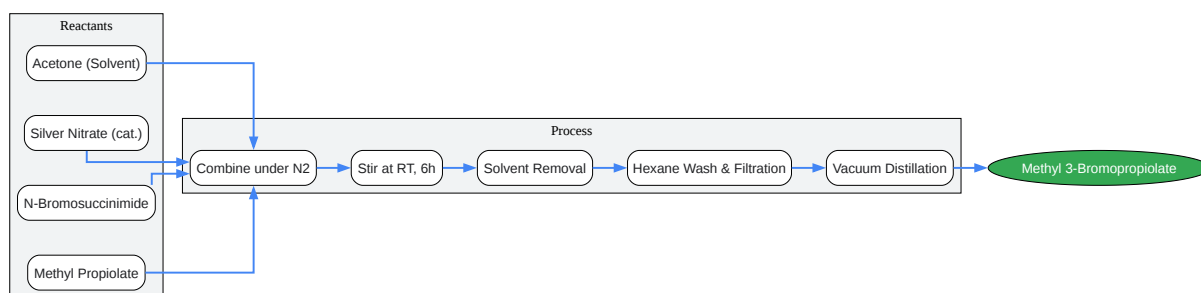 Reactants
Acetone (Solvent)
Silver Nitrate (cat.)
N-Bromosuccinimide
Methyl Propiolate
Process
Combine under N2
Stir at RT, 6h
Solvent Removal
Hexane Wash & Filtration
Vacuum Distillation
Methyl 3-Bromopropiolate